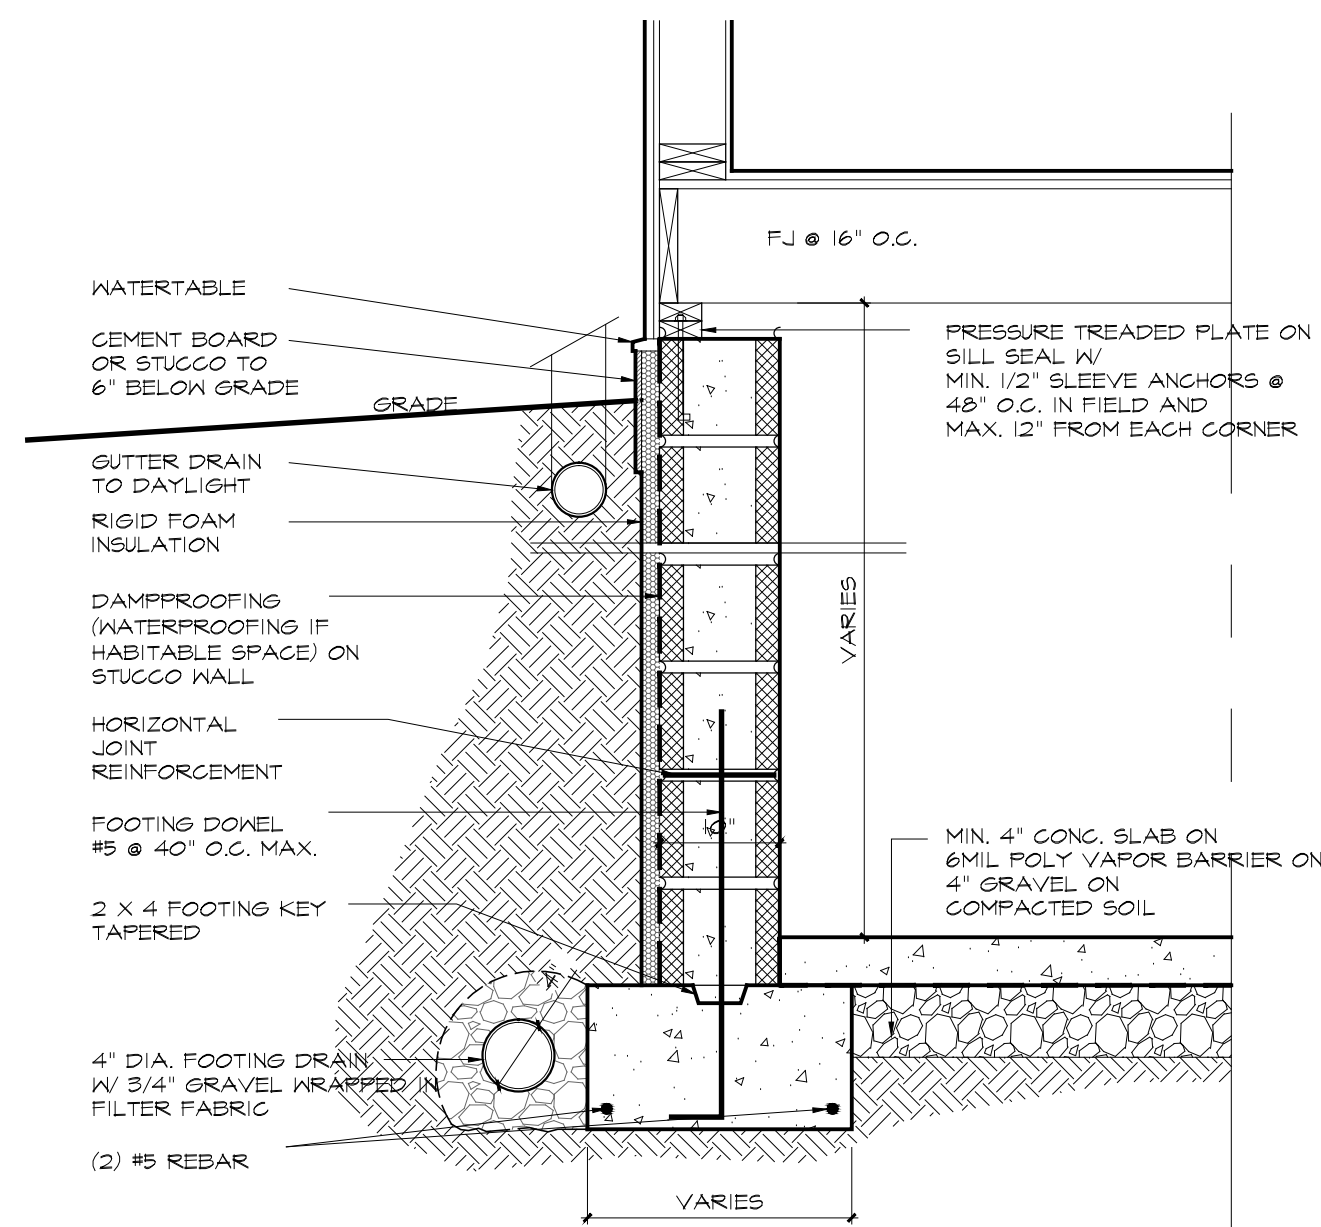 FJ @ 16" O.C.
WATERTABLE
CEMENT BOARD
OR STUCCO TO
6" BELOW GRADE
GRADE
GUTTER DRAIN
TO DAYLIGHT
RIGID FOAM
INSULATION
DAMPPROOFING
(WATERPROOFING IF
HABITABLE SPACE) ON
STUCCO WALL
HORIZONTAL
JOINT
REINFORCEMENT
FOOTING DOWEL
#5 @ 40" O.C. MAX.
2 X 4 FOOTING KEY
TAPERED
4"
4" DIA. FOOTING DRAIN
W/ 3/4" GRAVEL WRAPPED IN
FILTER FABRIC
(2) #5 REBAR
VARIES
PRESSURE TREADED PLATE ON
SILL SEAL W/
MIN. 1/2" SLEEVE ANCHORS @
48" O.C. IN FIELD AND
MAX. 12" FROM EACH CORNER
VARIES
MIN. 4" CONC. SLAB ON
6MIL POLY VAPOR BARRIER ON
4" GRAVEL ON
COMPACTED SOIL